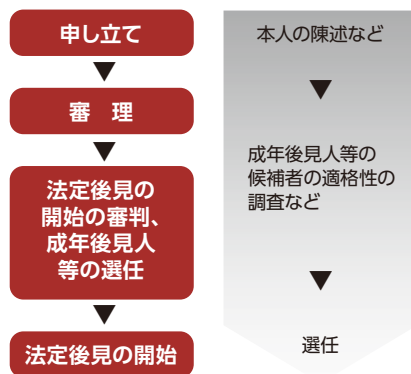 申し立て
審　理
法定後見の
開始の審判、
成年後見人
等の選任
法定後見の開始
本人の陳述など
成年後見人等の
候補者の適格性の
調査など
選任